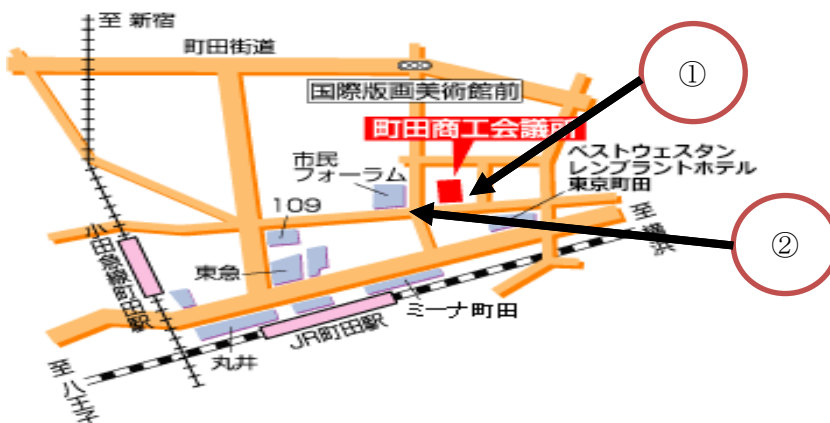 至 新宿
町田街道
国際版画美術館前
①
町田商工会議所
市民
フォーラム
ベストウェスタン
レンブラントホテル
東京町田
109
至 横浜
②
小田急線町田駅
東急
ミーナ町田
JR町田駅
丸井
至 八王子